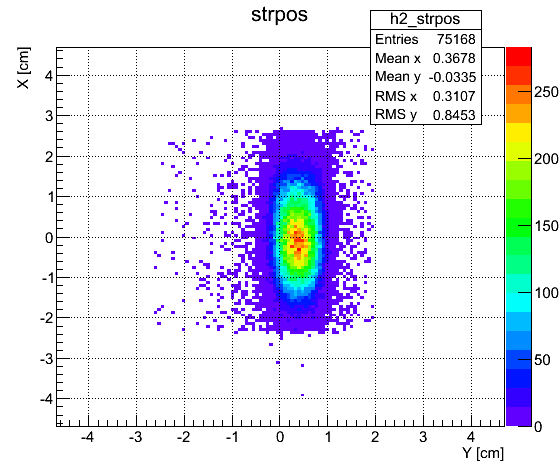 strpos
h2_strpos
Entries 75168
Mean x 0.3678
Mean y -0.0335
RMS x 0.3107
RMS y 0.8453
X [cm]
4
3
2
1
0
-1
-2
-3
-4
-4 -3 -2 -1 0 1 2 3 4
Y [cm]
250
200
150
100
50
0